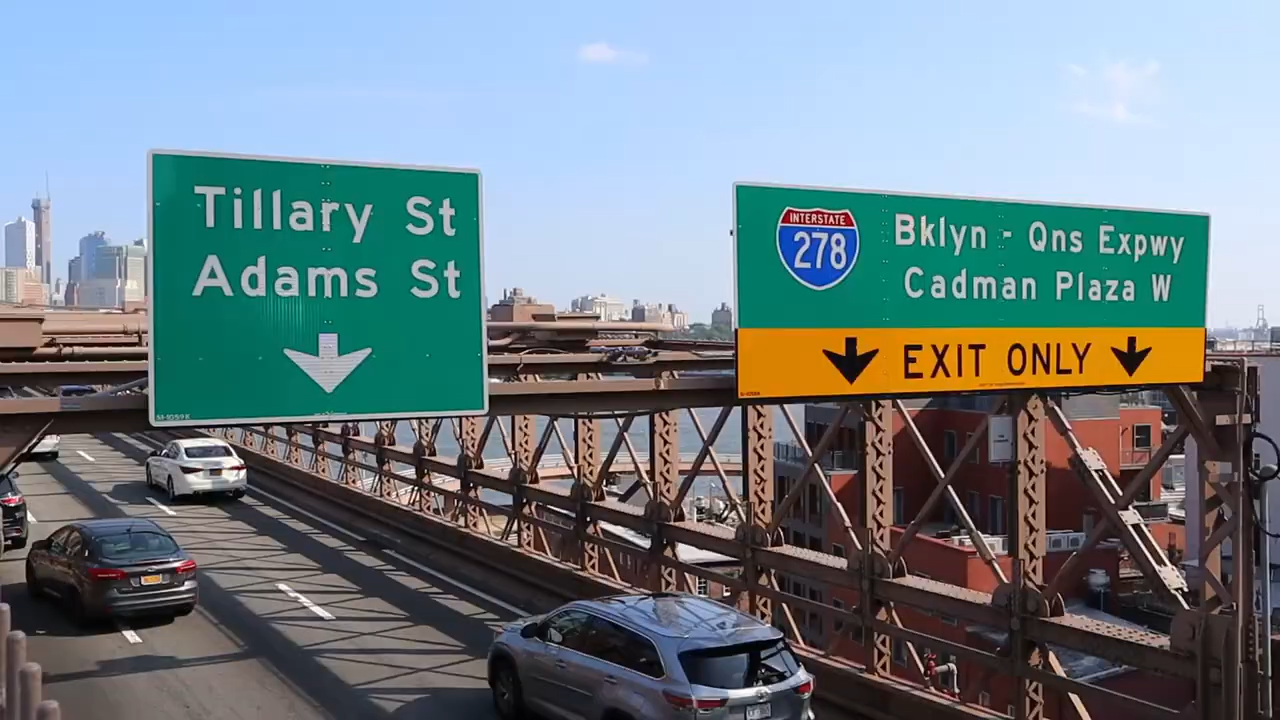 Tillary St
Adams St
INTERSTATE
278
Bklyn - Qns Expwy
Cadman Plaza W
EXIT ONLY